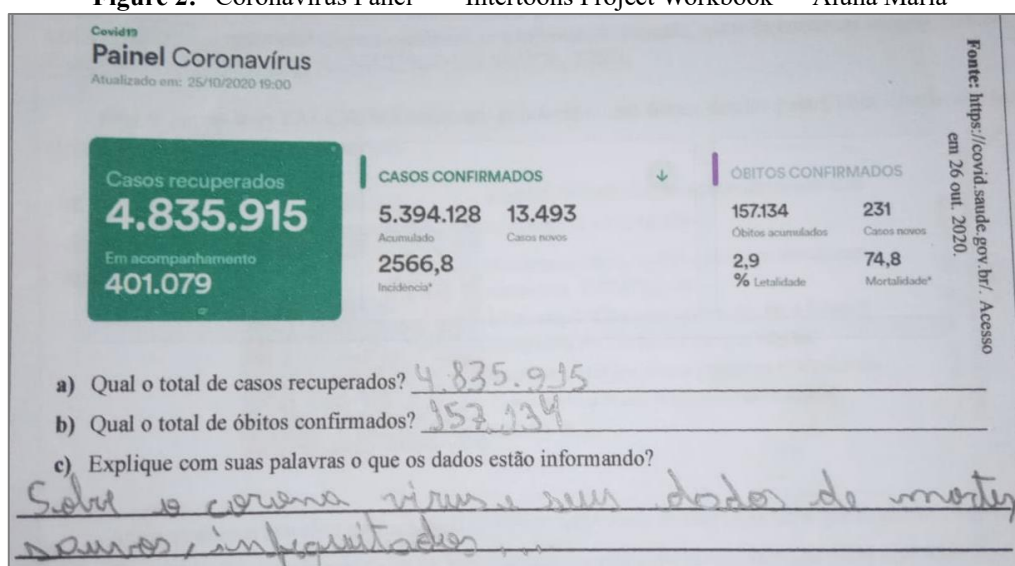 Figure 2: "Coronavirus Panel" – Intertoons Project Workbook – Aluna Maria
Covid19
Painel Coronavírus
Atualizado em: 25/10/2020 19:00
Casos recuperados
4.835.915
Em acompanhamento
401.079
CASOS CONFIRMADOS
5.394.128 13.493
Acumulado Casos novos
2566,8
Incidência*
ÓBITOS CONFIRMADOS
157.134 231
Óbitos acumulados Casos novos
2,9 74,8
% Letalidade Mortalidade*
Fonte: https://covid.saude.gov.br/. Acesso
em 26 out. 2020.
a) Qual o total de casos recuperados? 4.835.915
b) Qual o total de óbitos confirmados? 157.134
c) Explique com suas palavras o que os dados estão informando?
Sobre o corona virus e seus dados de mortes